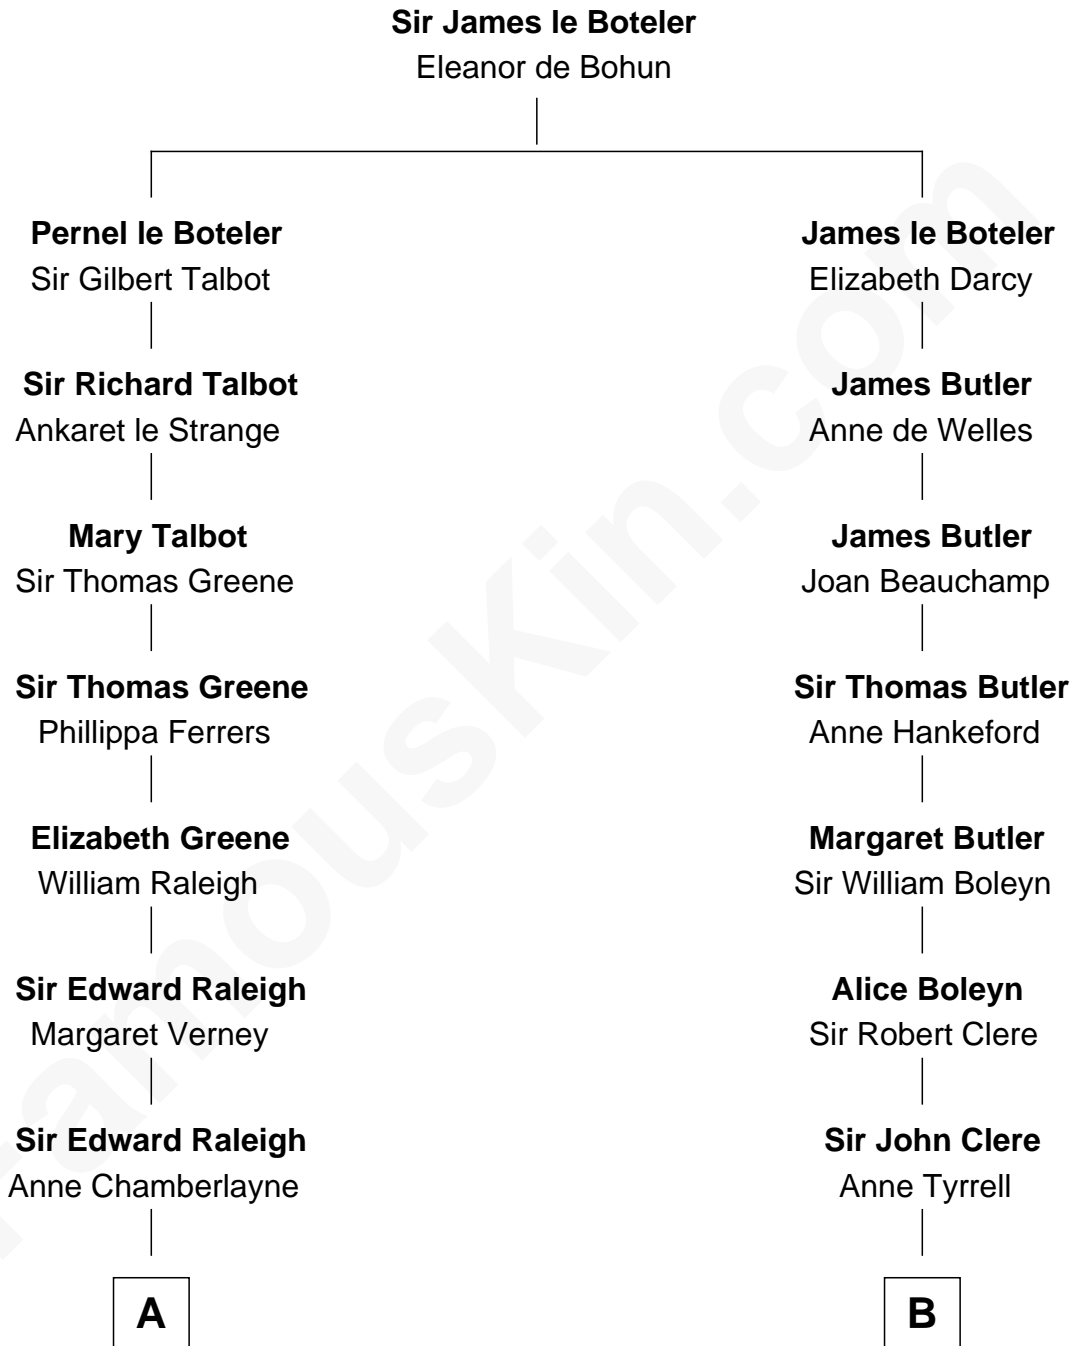 Sir James le Boteler
Eleanor de Bohun
Pernel le Boteler
Sir Gilbert Talbot
James le Boteler
Elizabeth Darcy
Sir Richard Talbot
Ankaret le Strange
James Butler
Anne de Welles
Mary Talbot
Sir Thomas Greene
James Butler
Joan Beauchamp
Sir Thomas Greene
Phillippa Ferrers
Sir Thomas Butler
Anne Hankeford
Elizabeth Greene
William Raleigh
Margaret Butler
Sir William Boleyn
Sir Edward Raleigh
Margaret Verney
Alice Boleyn
Sir Robert Clere
Sir Edward Raleigh
Anne Chamberlayne
Sir John Clere
Anne Tyrrell
A
B
FamousKin.com